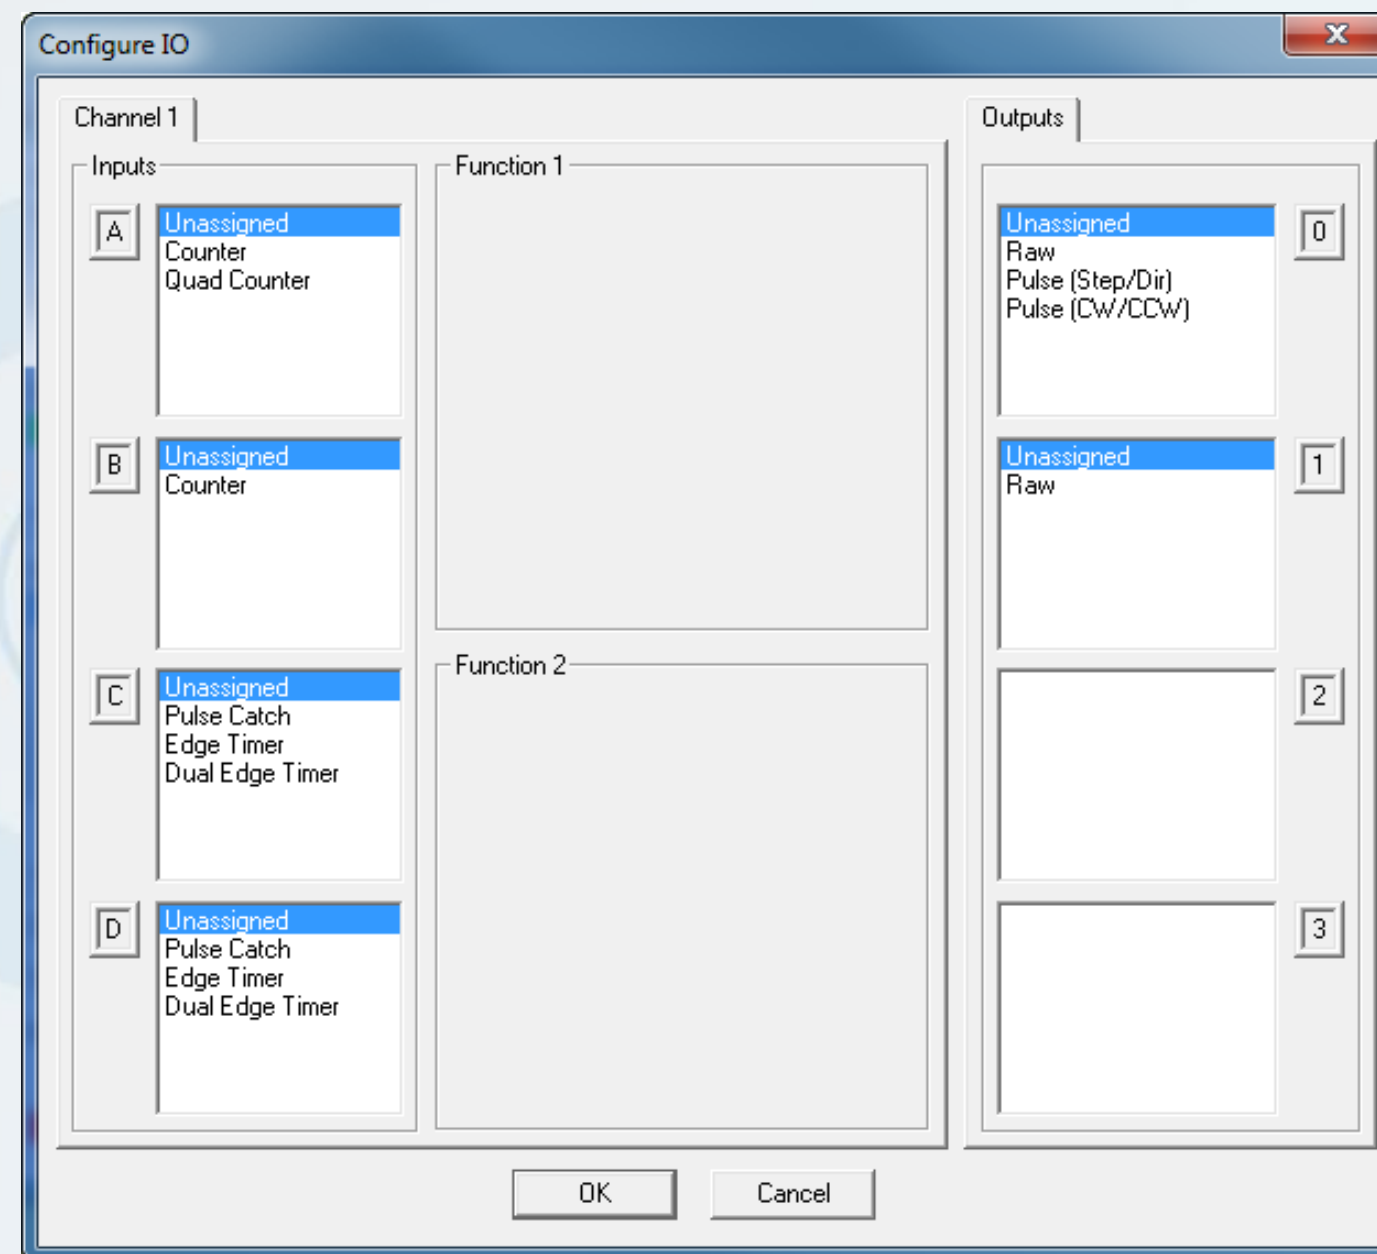 Configure IO
Channel 1
Inputs
A
Unassigned
Counter
Quad Counter
B
Unassigned
Counter
C
Unassigned
Pulse Catch
Edge Timer
Dual Edge Timer
D
Unassigned
Pulse Catch
Edge Timer
Dual Edge Timer
Function 1
Function 2
Outputs
Unassigned
Raw
Pulse (Step/Dir)
Pulse (CW/CCW)
0
Unassigned
Raw
1
2
3
OK
Cancel